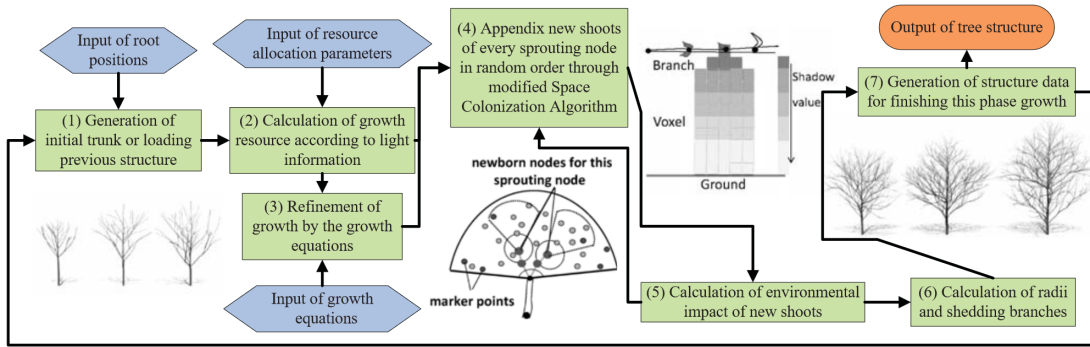 Input of root
positions
Input of resource
allocation parameters
(1) Generation of
initial trunk or loading
previous structure
(2) Calculation of growth
resource according to light
information
(3) Refinement of
growth by the growth
equations
Input of growth
equations
(4) Appendix new shoots
of every sprouting node
in random order through
modified Space
Colonization Algorithm
newborn nodes for this
sprouting node
marker points
Branch
Voxel
Shadow
value
Ground
(5) Calculation of environmental
impact of new shoots
(6) Calculation of radii
and shedding branches
(7) Generation of structure data
for finishing this phase growth
Output of tree structure